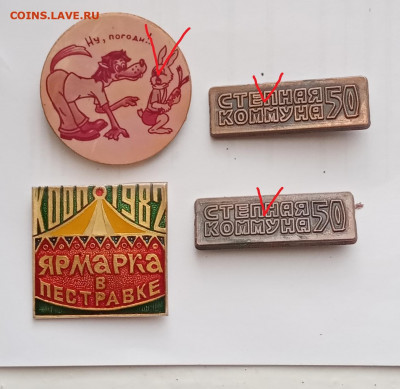 COINS.LAVE.RU
Ну, погоди...
СТЕПНАЯ
КОММУНА 50
КООП 1982
ЯРМАРКА
В
ПЕСТРАВКЕ
СТЕПНАЯ
КОММУНА 50